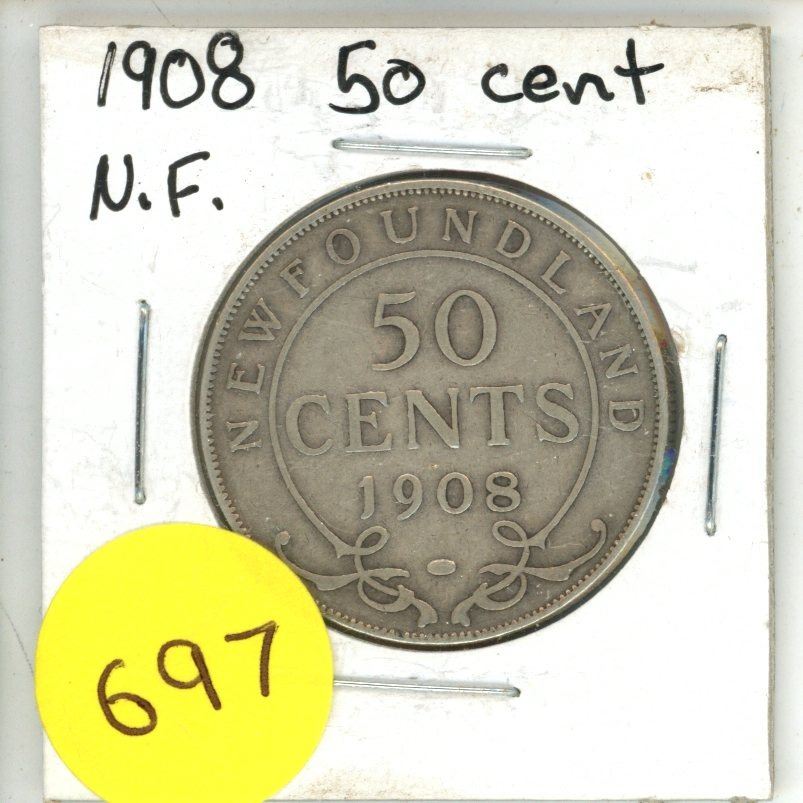 1908 50 cent
N.F.
NEWFOUNDLAND
50
CENTS
1908
697